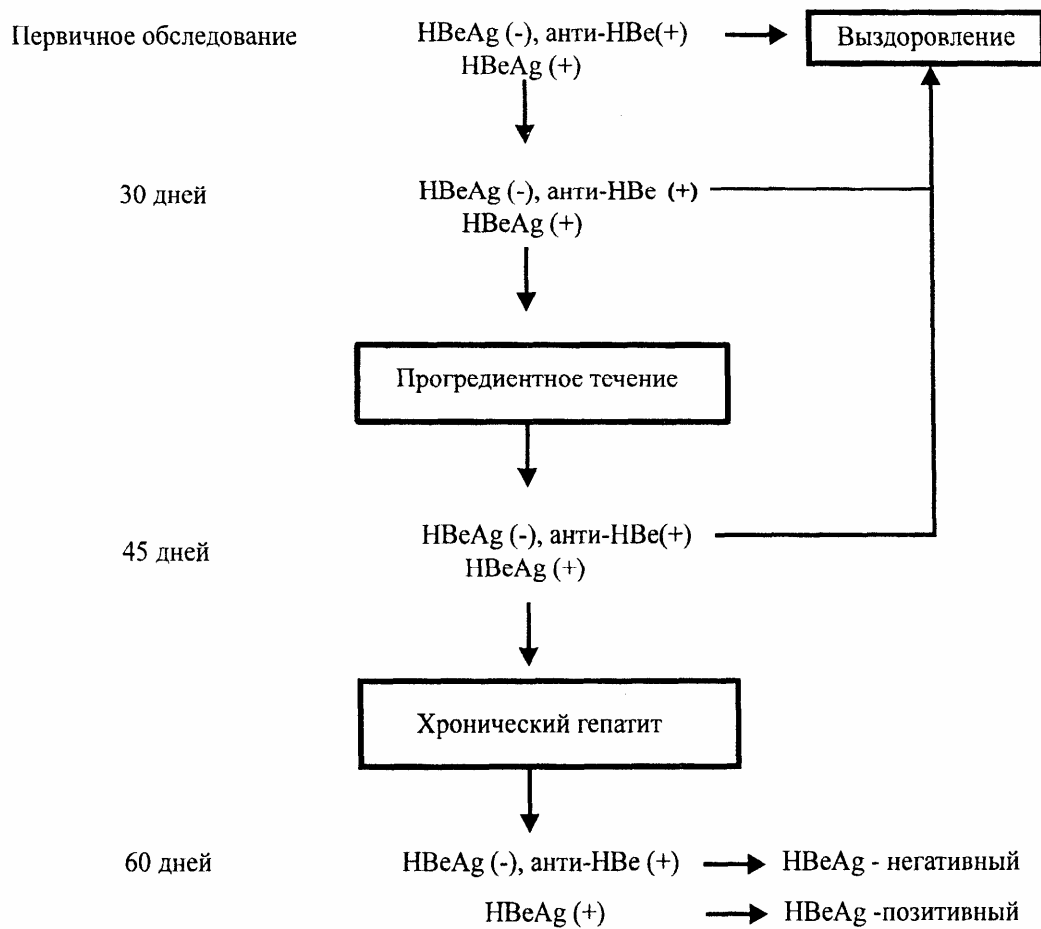 Первичное обследование HBeAg (-), анти-HBe(+) Выздоровление
HBeAg (+)
30 дней HBeAg (-), анти-HBe (+)
HBeAg (+)
Прогредиентное течение
45 дней HBeAg (-), анти-HBe(+)
HBeAg (+)
Хронический гепатит
60 дней HBeAg (-), анти-HBe (+) HBeAg - негативный
HBeAg (+) HBeAg -позитивный